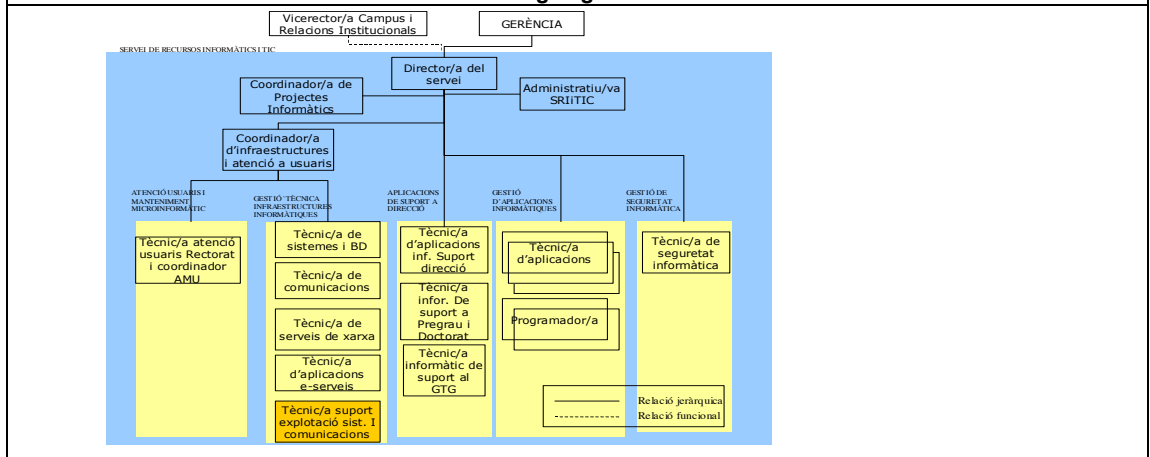 Vicerector/a Campus i
Relacions Institucionals
GERÈNCIA
SERVEI DE RECURSOS INFORMÀTICS I TIC
Director/a del
servei
Coordinador/a de
Projectes
Informàtics
Administratiu/va
SRIiTIC
Coordinador/a
d'infraestructures
i atenció a usuaris
ATENCIÓ USUARIS I
MANTENIMENT
MICROINFORMÀTIC
GESTIÓ TÈCNICA
INFRAESTRUCTURES
INFORMÀTIQUES
APLICACIONS
DE SUPORT A
DIRECCIÓ
GESTIÓ
D'APLICACIONS
INFORMÀTIQUES
GESTIÓ DE
SEGURETAT
INFORMÀTICA
Tècnic/a atenció
usuaris Rectorat
i coordinador
AMU
Tècnic/a de
sistemes i BD
Tècnic/a de
comunicacions
Tècnic/a de
serveis de xarxa
Tècnic/a
d'aplicacions
e-serveis
Tècnic/a suport
explotació sist. I
comunicacions
Tècnic/a
d'aplicacions
inf. Suport
direcció
Tècnic/a
infor. De
suport a
Pregrau i
Doctorat
Tècnic/a
informàtic de
suport al
GTG
Tècnic/a
d'aplicacions
Programador/a
Tècnic/a de
seguretat
informàtica
Relació jeràrquica
Relació funcional